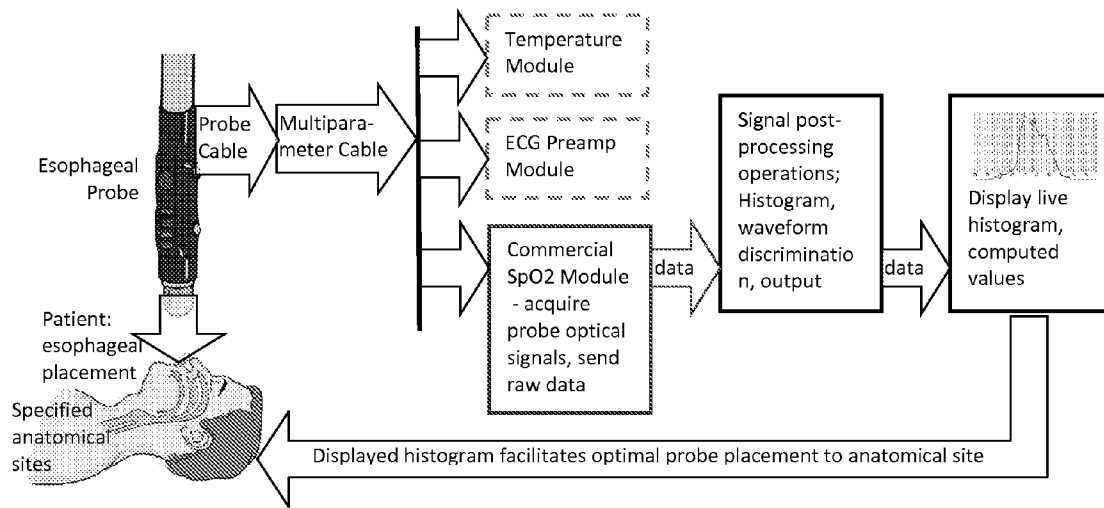 Esophageal
Probe
Probe
Cable
Multipara-
meter Cable
Temperature
Module
ECG Preamp
Module
Commercial
SpO2 Module
- acquire
probe optical
signals, send
raw data
data
Signal post-
processing
operations;
Histogram,
waveform
discriminatio
n, output
data
Display live
histogram,
computed
values
Patient:
esophageal
placement
Specified
anatomical
sites
Displayed histogram facilitates optimal probe placement to anatomical site